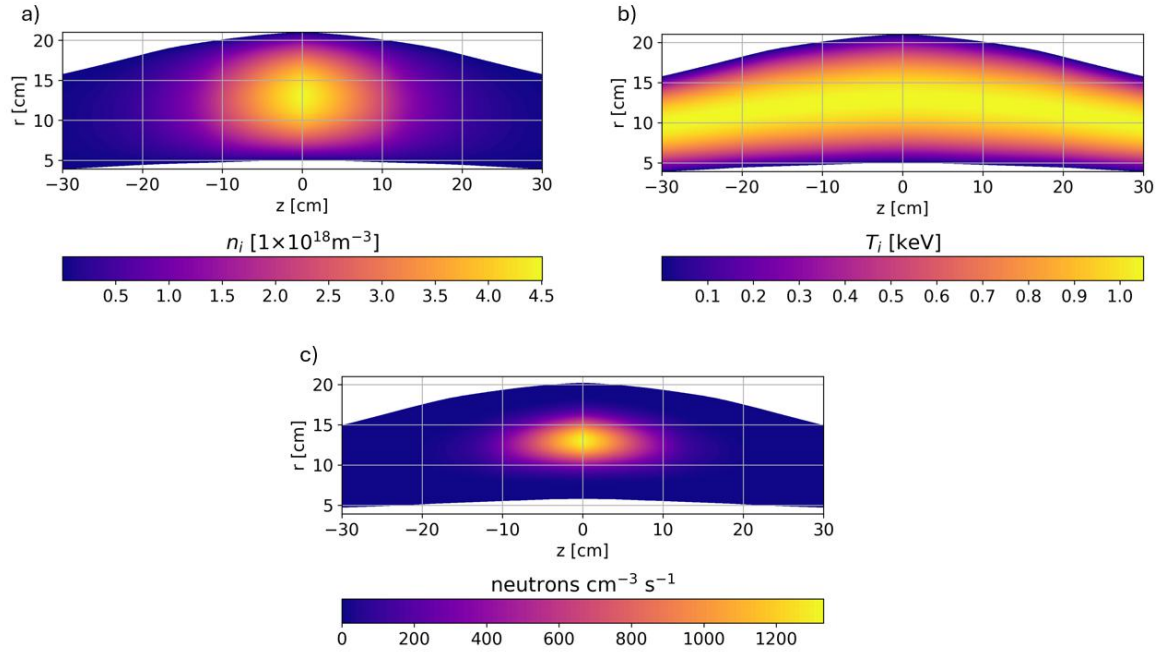 a)
20
15
10
5
r [cm]
−30 −20 −10 0 10 20 30
z [cm]
n_i [1×10^18 m^−3]
0.5 1.0 1.5 2.0 2.5 3.0 3.5 4.0 4.5
b)
20
15
10
5
r [cm]
−30 −20 −10 0 10 20 30
z [cm]
T_i [keV]
0.1 0.2 0.3 0.4 0.5 0.6 0.7 0.8 0.9 1.0
c)
20
15
10
5
r [cm]
−30 −20 −10 0 10 20 30
z [cm]
neutrons cm^−3 s^−1
0 200 400 600 800 1000 1200